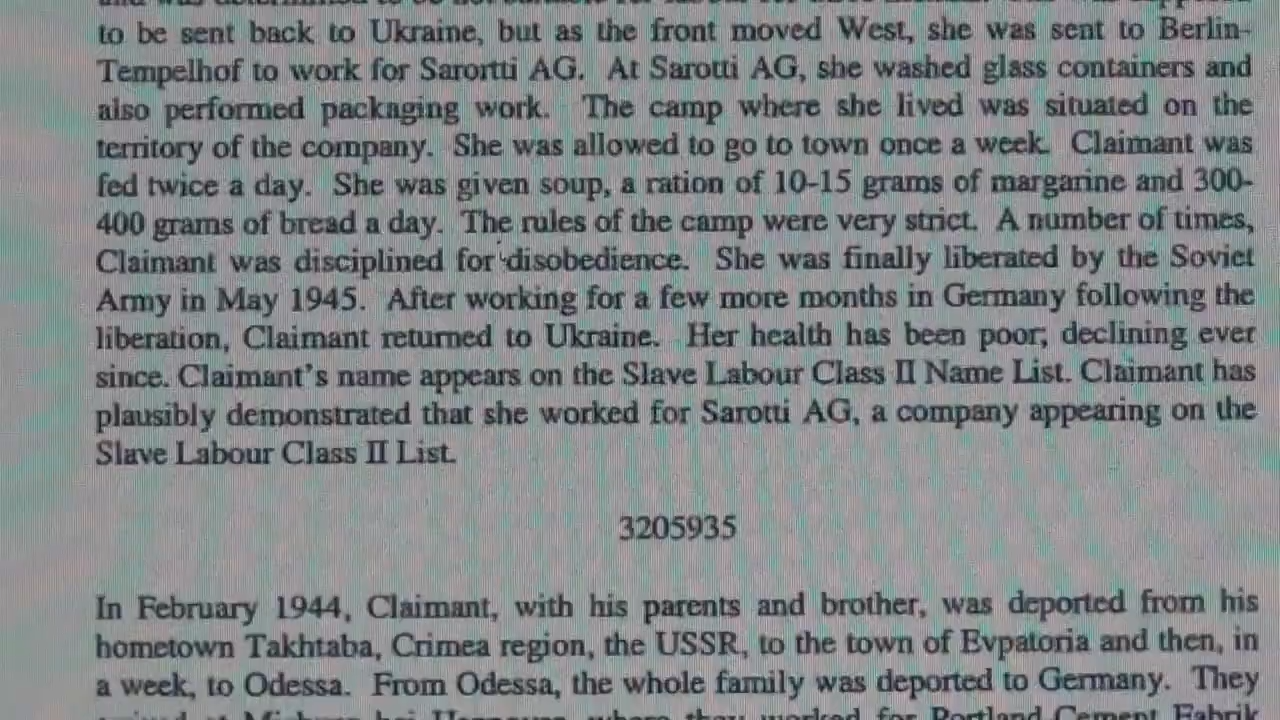 to be sent back to Ukraine, but as the front moved West, she was sent to Berlin-
Tempelhof to work for Sarortti AG. At Sarotti AG, she washed glass containers and
also performed packaging work. The camp where she lived was situated on the
territory of the company. She was allowed to go to town once a week. Claimant was
fed twice a day. She was given soup, a ration of 10-15 grams of margarine and 300-
400 grams of bread a day. The rules of the camp were very strict. A number of times,
Claimant was disciplined for disobedience. She was finally liberated by the Soviet
Army in May 1945. After working for a few more months in Germany following the
liberation, Claimant returned to Ukraine. Her health has been poor, declining ever
since. Claimant's name appears on the Slave Labour Class II Name List. Claimant has
plausibly demonstrated that she worked for Sarotti AG, a company appearing on the
Slave Labour Class II List.
3205935
In February 1944, Claimant, with his parents and brother, was deported from his
hometown Takhtaba, Crimea region, the USSR, to the town of Evpatoria and then, in
a week, to Odessa. From Odessa, the whole family was deported to Germany. They
where they worked for Portland Cement Fabrik